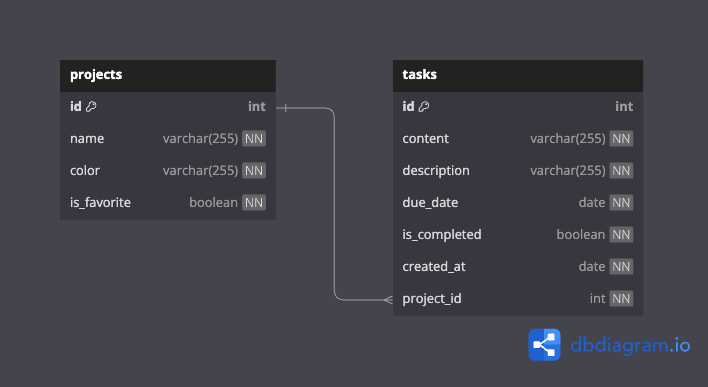 projects
id int
name varchar(255) NN
color varchar(255) NN
is_favorite boolean NN
tasks
id int
content varchar(255) NN
description varchar(255) NN
due_date date NN
is_completed boolean NN
created_at date NN
project_id int NN
dbdiagram.io